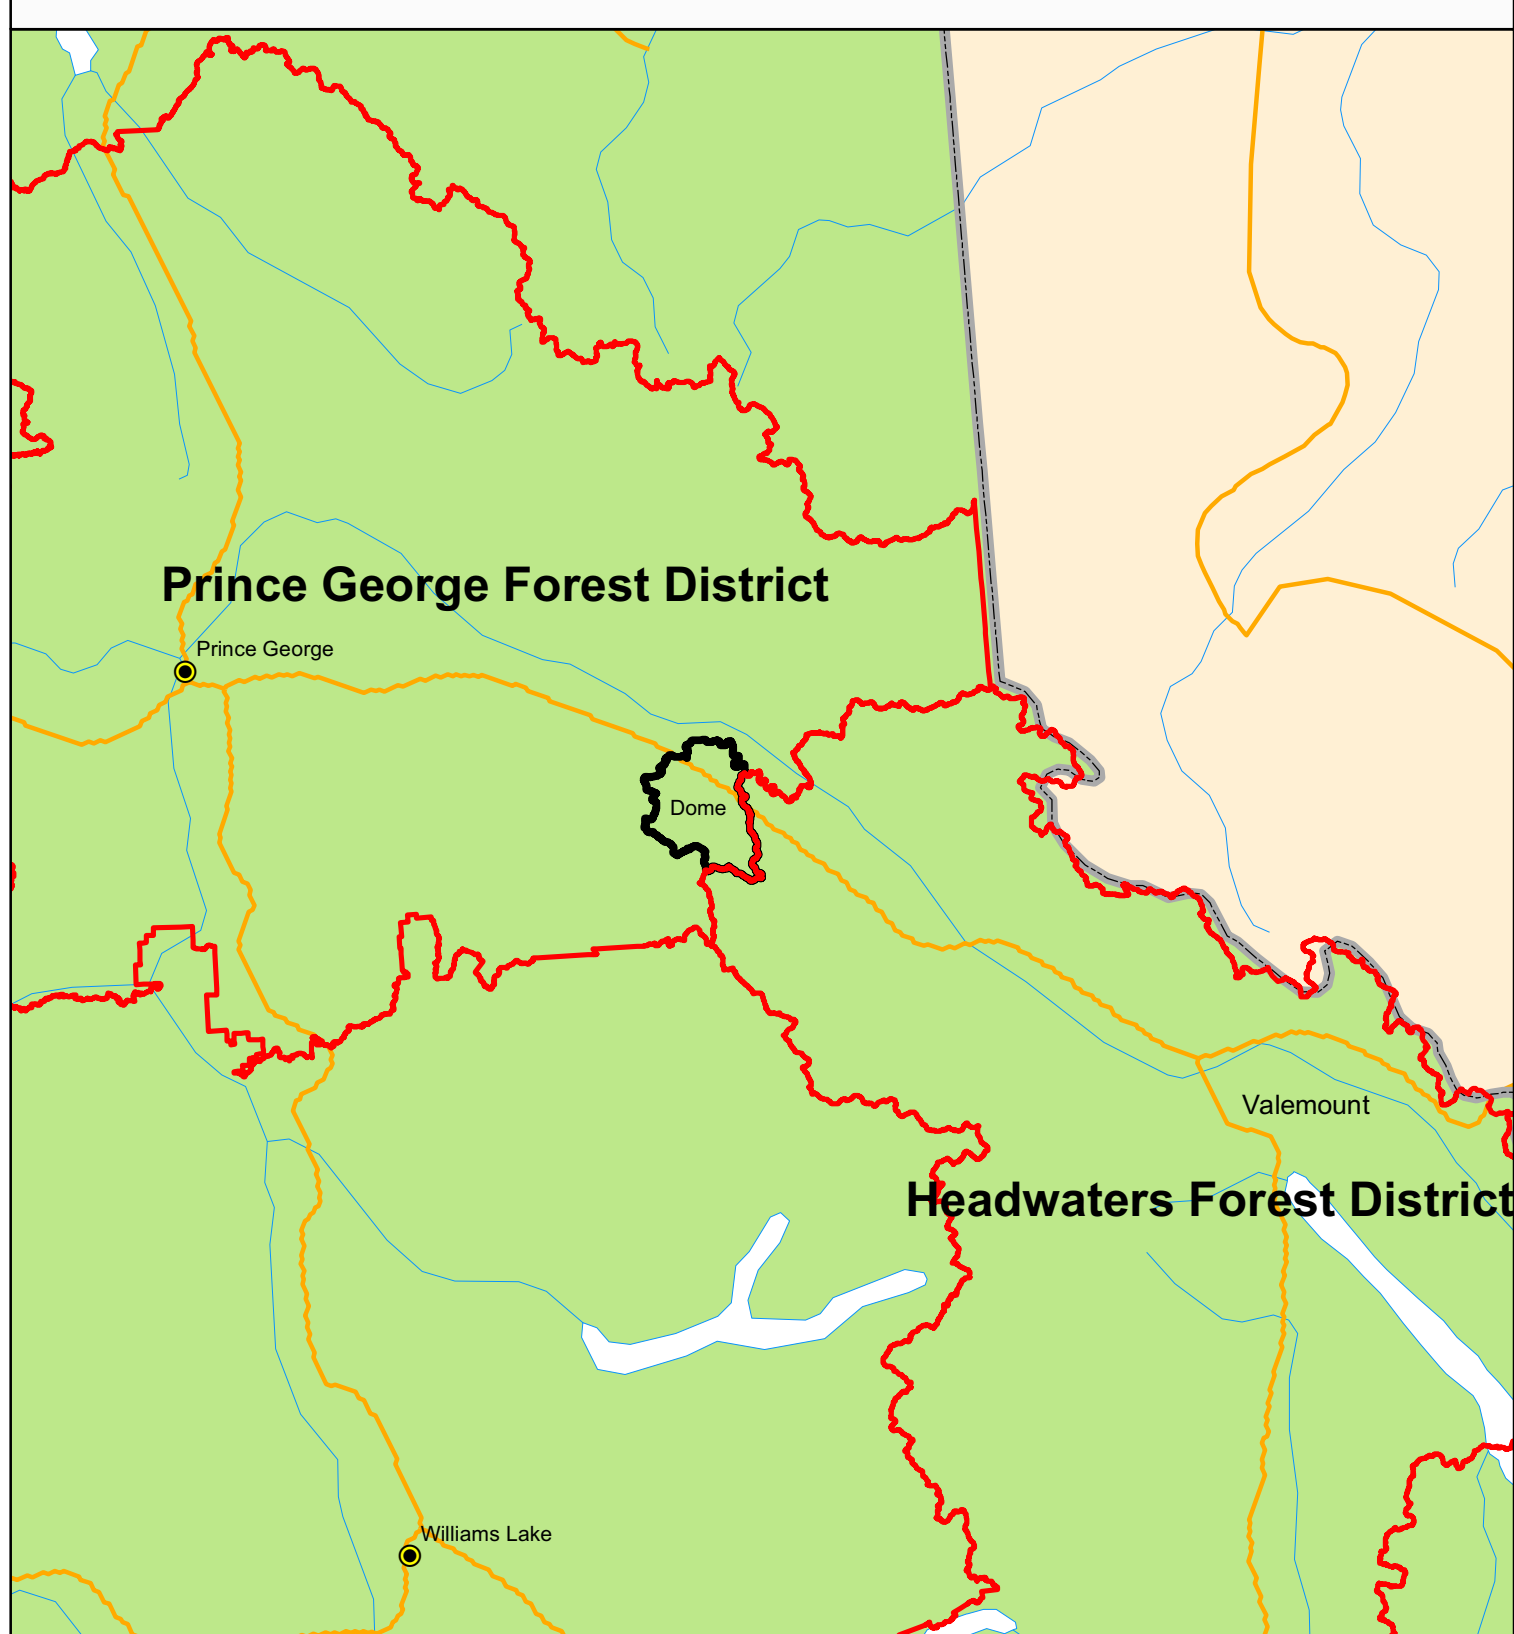 Prince George Forest District
Prince George
Dome
Valemount
Headwaters Forest District
Williams Lake